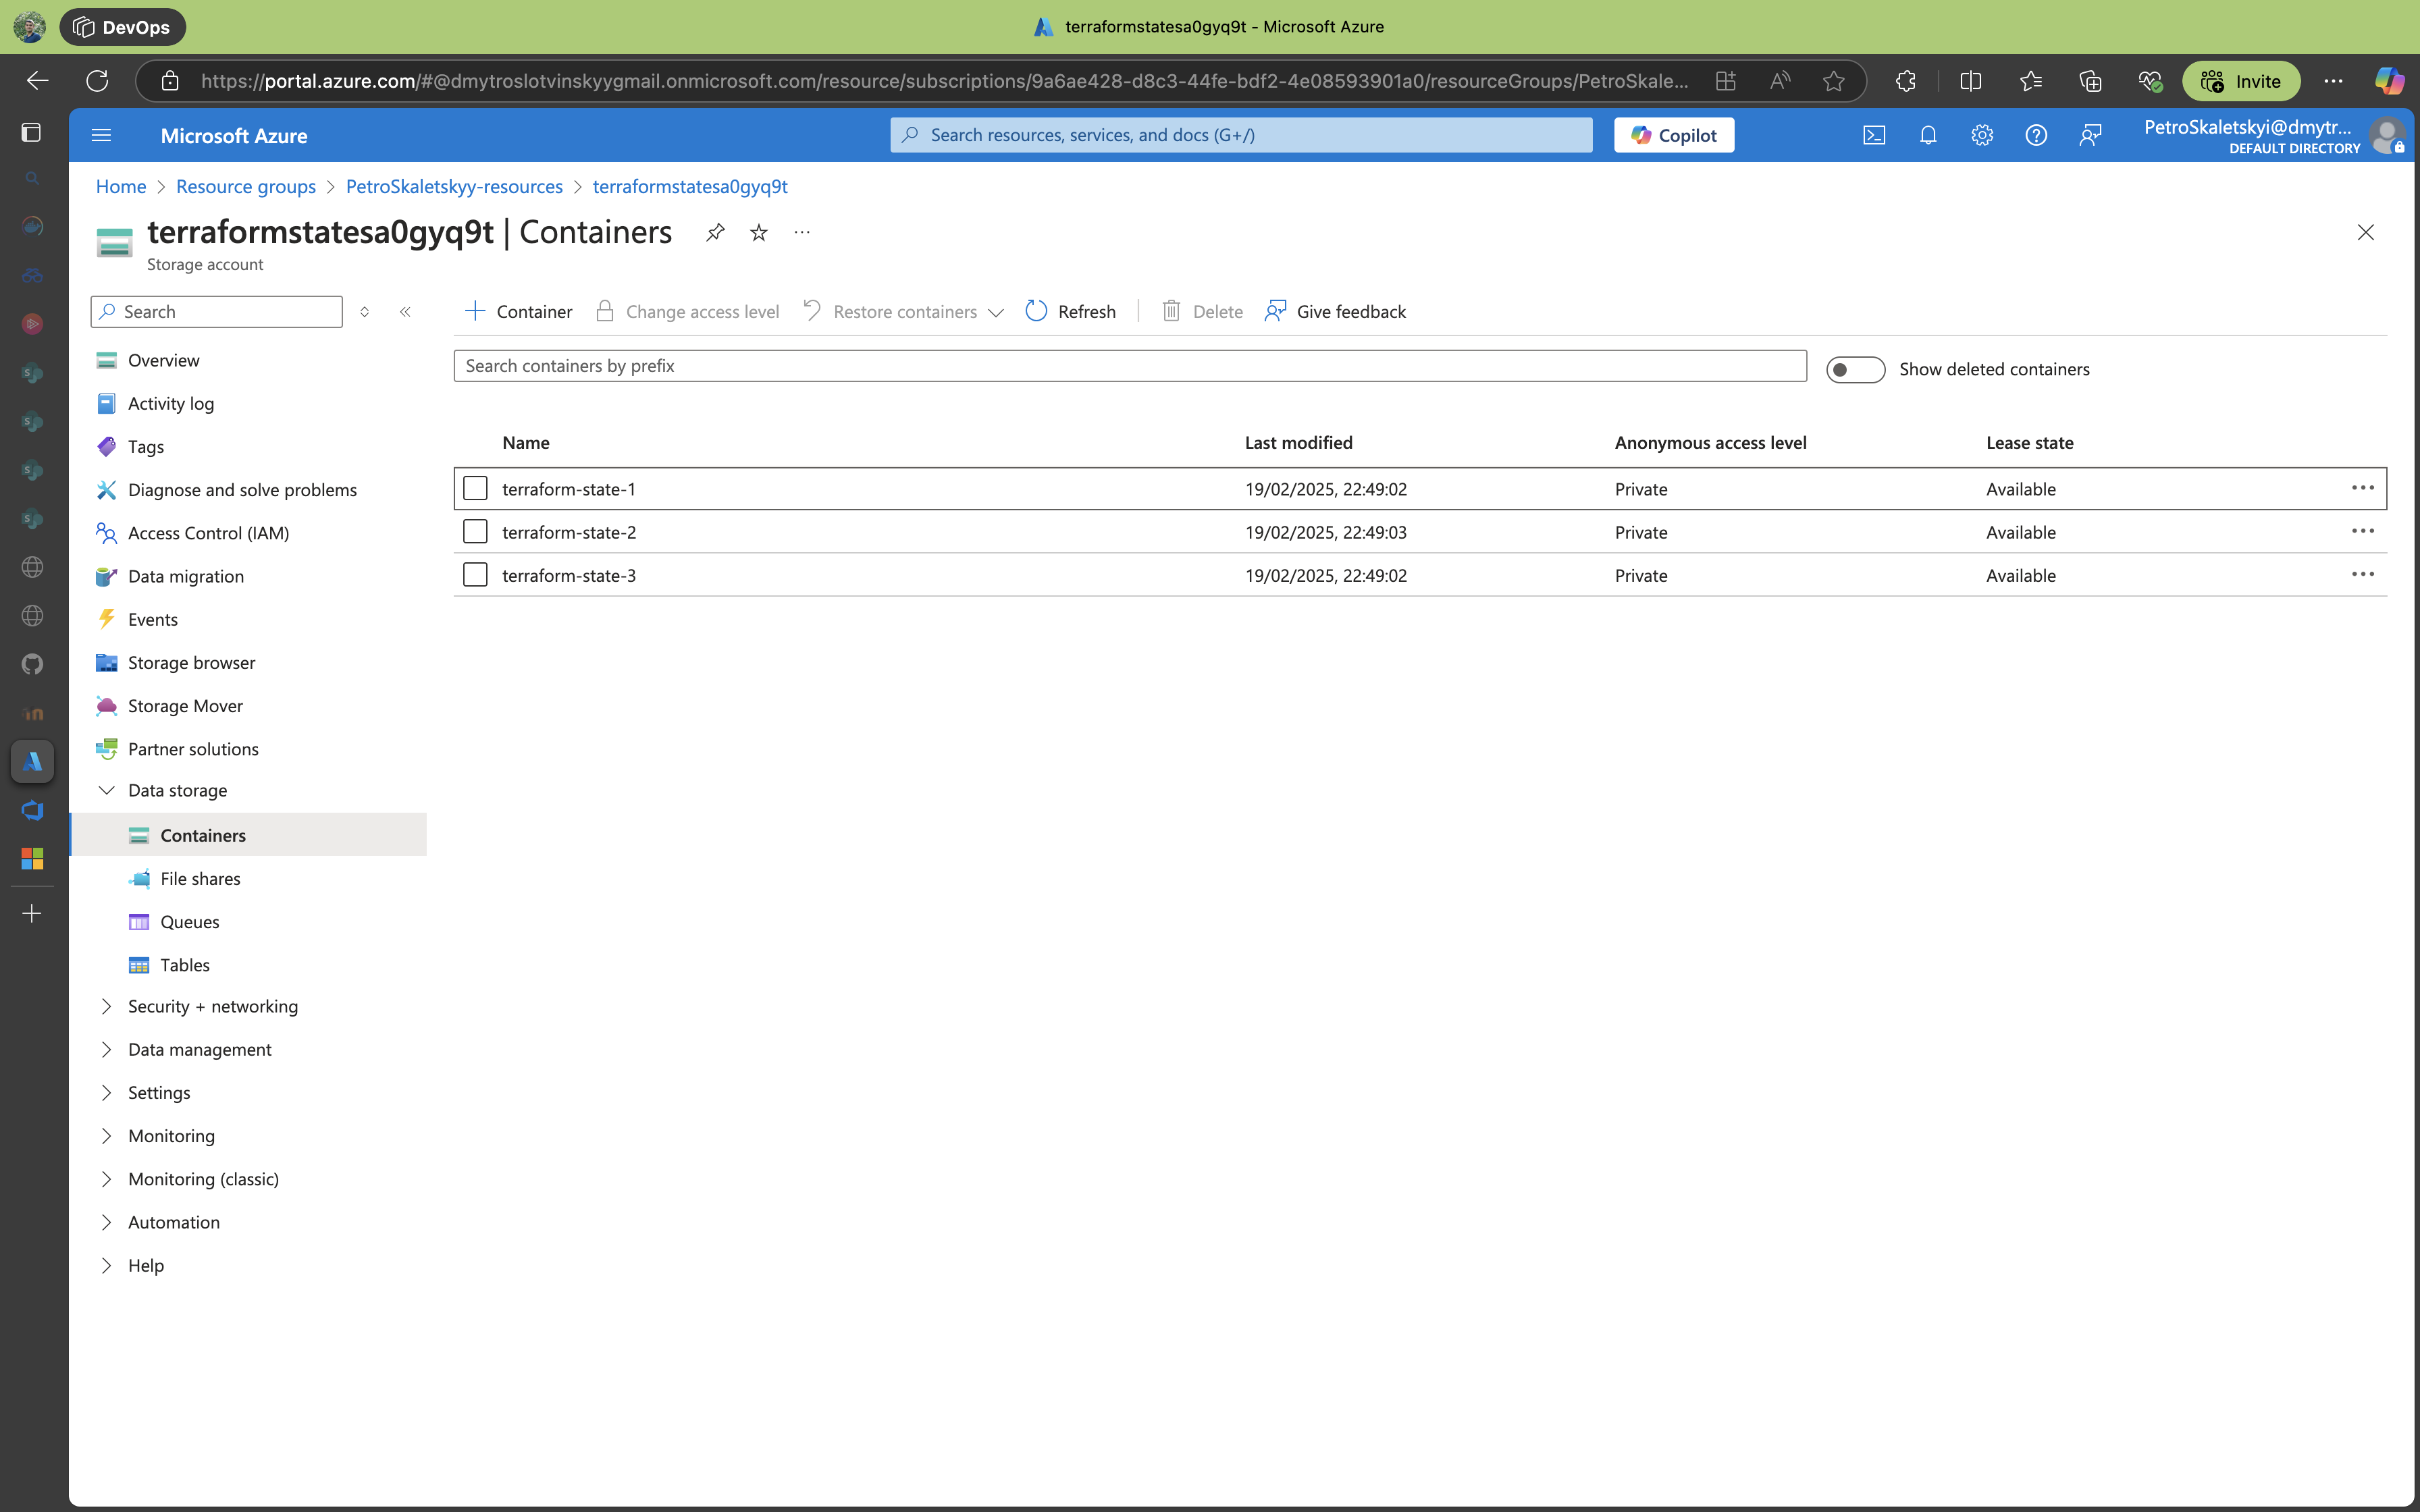 DevOps
terraformstatesa0gyq9t - Microsoft Azure
https://portal.azure.com/#@dmytroslotvinskyygmail.onmicrosoft.com/resource/subscriptions/9a6ae428-d8c3-44fe-bdf2-4e08593901a0/resourceGroups/PetroSkale...
Invite
Microsoft Azure
Search resources, services, and docs (G+/)
Copilot
PetroSkaletskyi@dmytr...
DEFAULT DIRECTORY
Home > Resource groups > PetroSkaletskyy-resources > terraformstatesa0gyq9t
terraformstatesa0gyq9t | Containers
Storage account
Search
Container
Change access level
Restore containers
Refresh
Delete
Give feedback
Search containers by prefix
Show deleted containers
Name Last modified Anonymous access level Lease state
terraform-state-1 19/02/2025, 22:49:02 Private Available
terraform-state-2 19/02/2025, 22:49:03 Private Available
terraform-state-3 19/02/2025, 22:49:02 Private Available
Overview
Activity log
Tags
Diagnose and solve problems
Access Control (IAM)
Data migration
Events
Storage browser
Storage Mover
Partner solutions
Data storage
Containers
File shares
Queues
Tables
Security + networking
Data management
Settings
Monitoring
Monitoring (classic)
Automation
Help